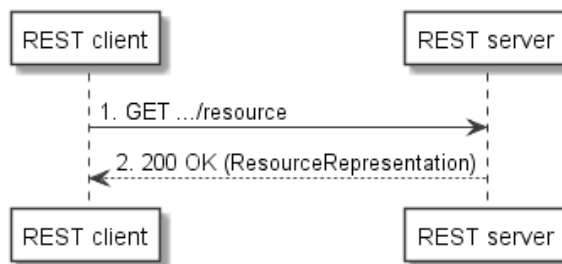 REST client
REST server
1. GET .../resource
2. 200 OK (ResourceRepresentation)
REST client
REST server